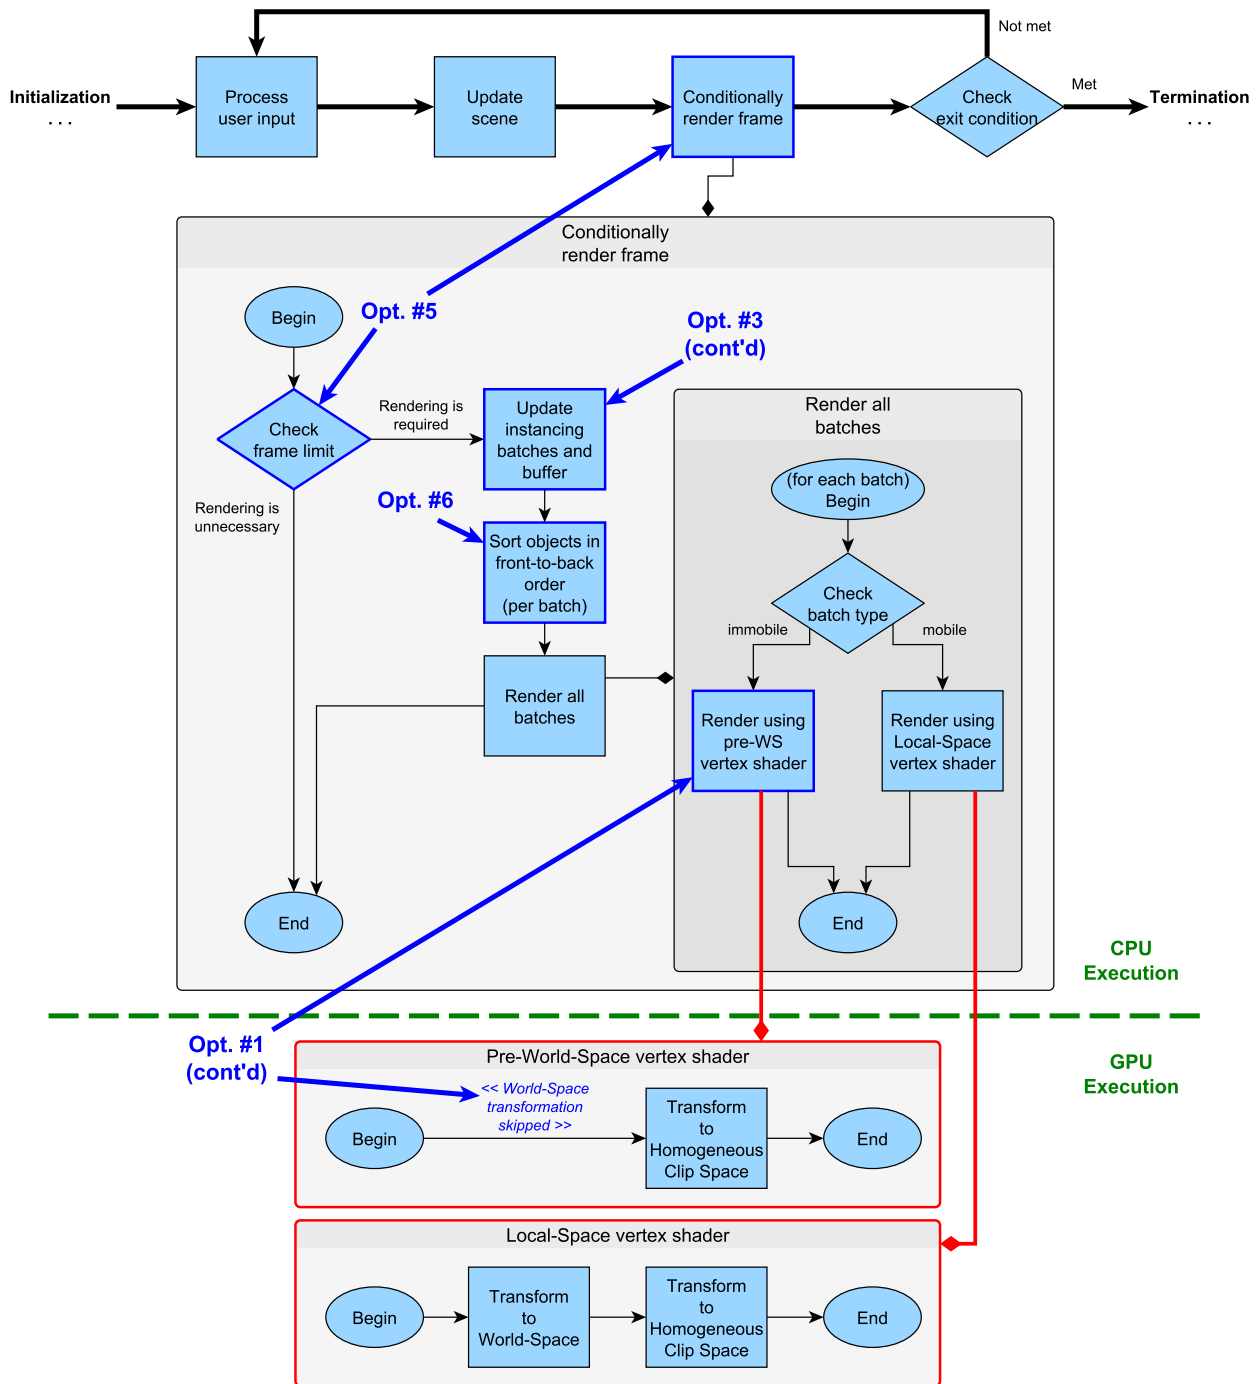 Not met
Initialization
. . .
Process
user input
Update
scene
Conditionally
render frame
Check
exit condition
Met
Termination
. . .
Conditionally
render frame
Begin
Opt. #5
Opt. #3
(cont'd)
Check
frame limit
Rendering is
required
Rendering is
unnecessary
Update
instancing
batches and
buffer
Opt. #6
Sort objects in
front-to-back
order
(per batch)
Render all
batches
End
Render all
batches
(for each batch)
Begin
Check
batch type
immobile
mobile
Render using
pre-WS
vertex shader
Render using
Local-Space
vertex shader
End
CPU
Execution
GPU
Execution
Opt. #1
(cont'd)
Pre-World-Space vertex shader
<< World-Space
transformation
skipped >>
Begin
Transform
to
Homogeneous
Clip Space
End
Local-Space vertex shader
Begin
Transform
to
World-Space
Transform
to
Homogeneous
Clip Space
End